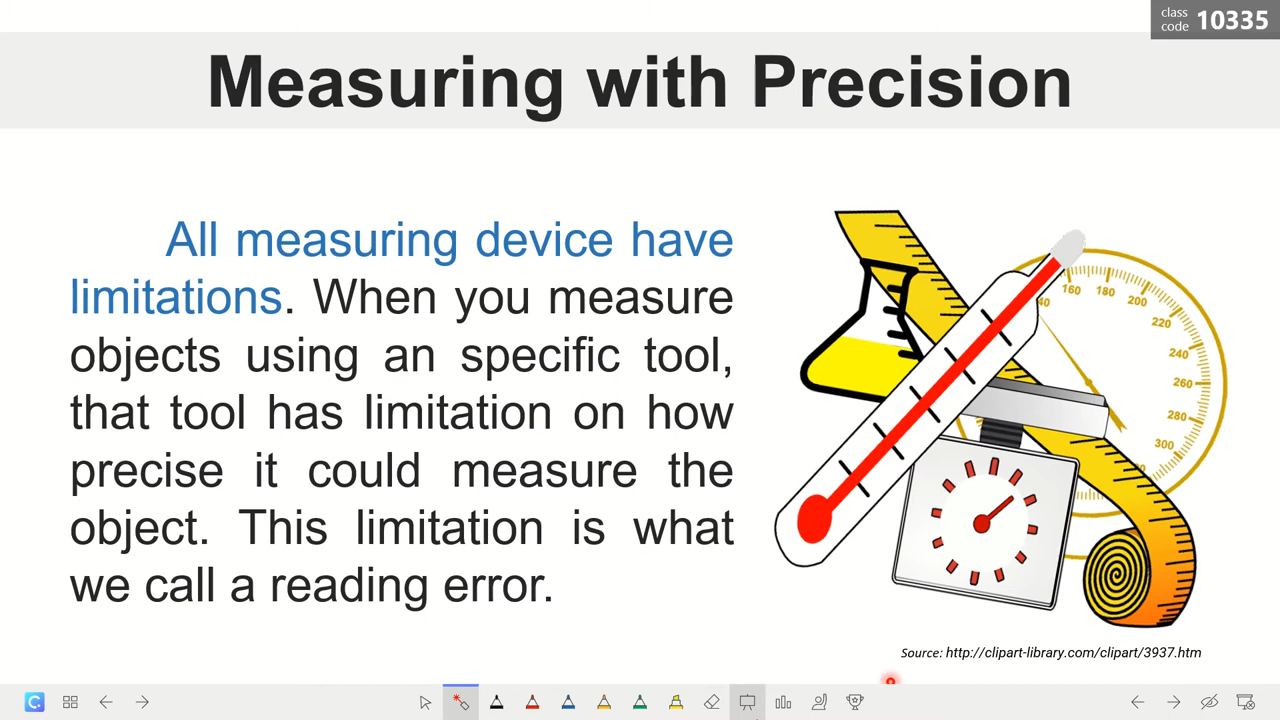 class
code 10335
Measuring with Precision
All measuring device have
limitations. When you measure
objects using an specific tool,
that tool has limitation on how
precise it could measure the
object. This limitation is what
we call a reading error.
160
180
200
220
240
260
280
300
Source: http://clipart-library.com/clipart/3937.htm